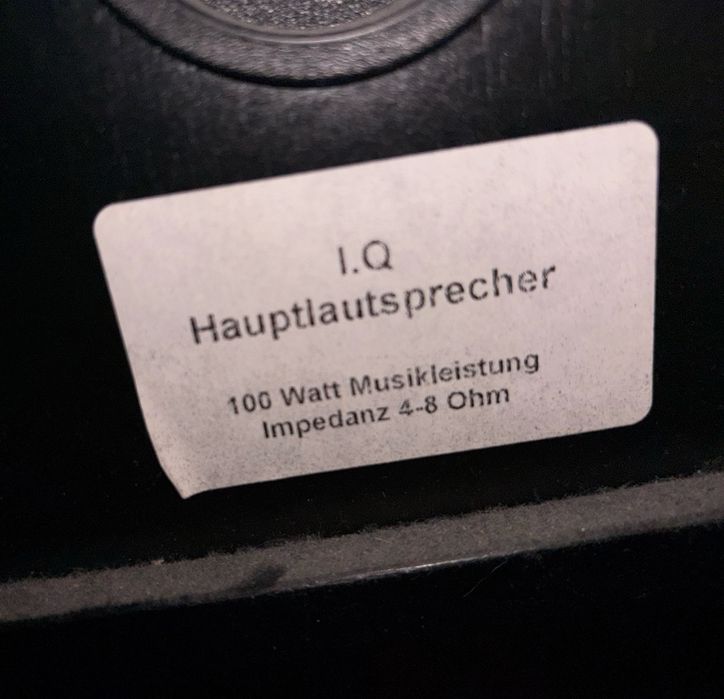 I.Q
Hauptlautsprecher
100 Watt Musikleistung
Impedanz 4-8 Ohm